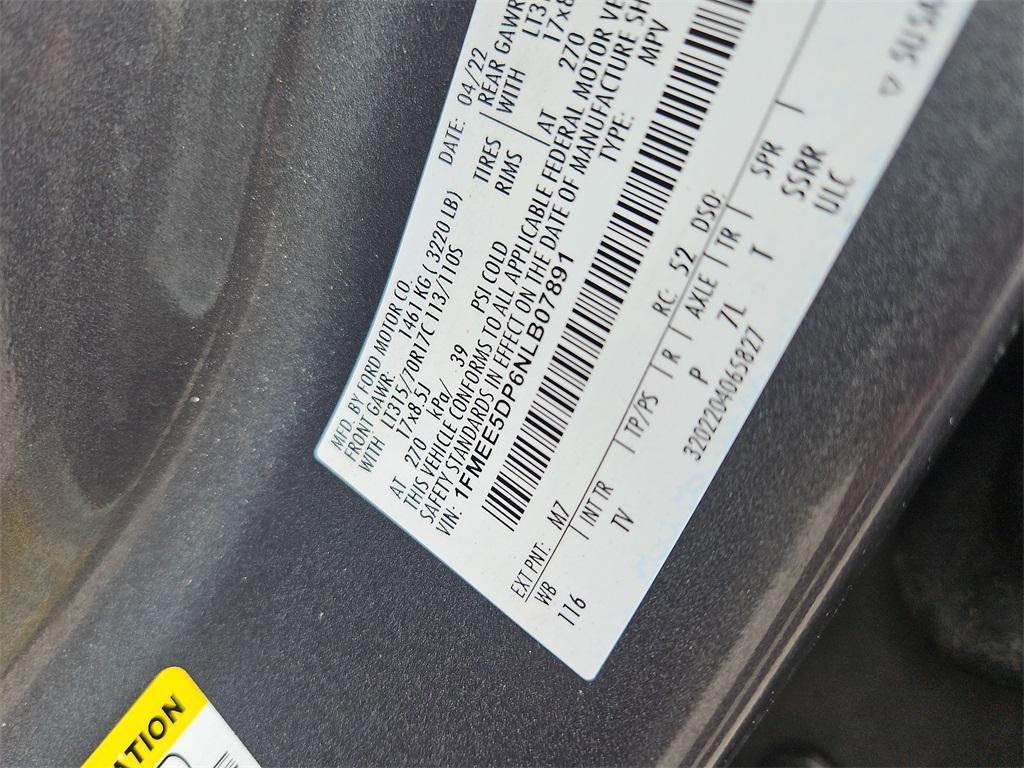 MFD. BY FORD MOTOR CO.
DATE: 04/22
FRONT GAWR: 1461 KG ( 3220 LB)
REAR GAWR
WITH LT315/70R17C 113/110S
TIRES
WITH LT3
17x8.5J
RIMS
17x8
AT 270 kPa/ 39 PSI COLD
AT 270
THIS VEHICLE CONFORMS TO ALL APPLICABLE FEDERAL MOTOR VE
SAFETY STANDARDS IN EFFECT ON THE DATE OF MANUFACTURE SH
VIN: 1FMEE5DP6NLB07891
TYPE: MPV
EXT PNT: M7 RC: 52 DSO:
WB INT TR TP/PS R AXLE TR SPR
116 TV P 7L T SSRR
ULC
3202204065827
ATION